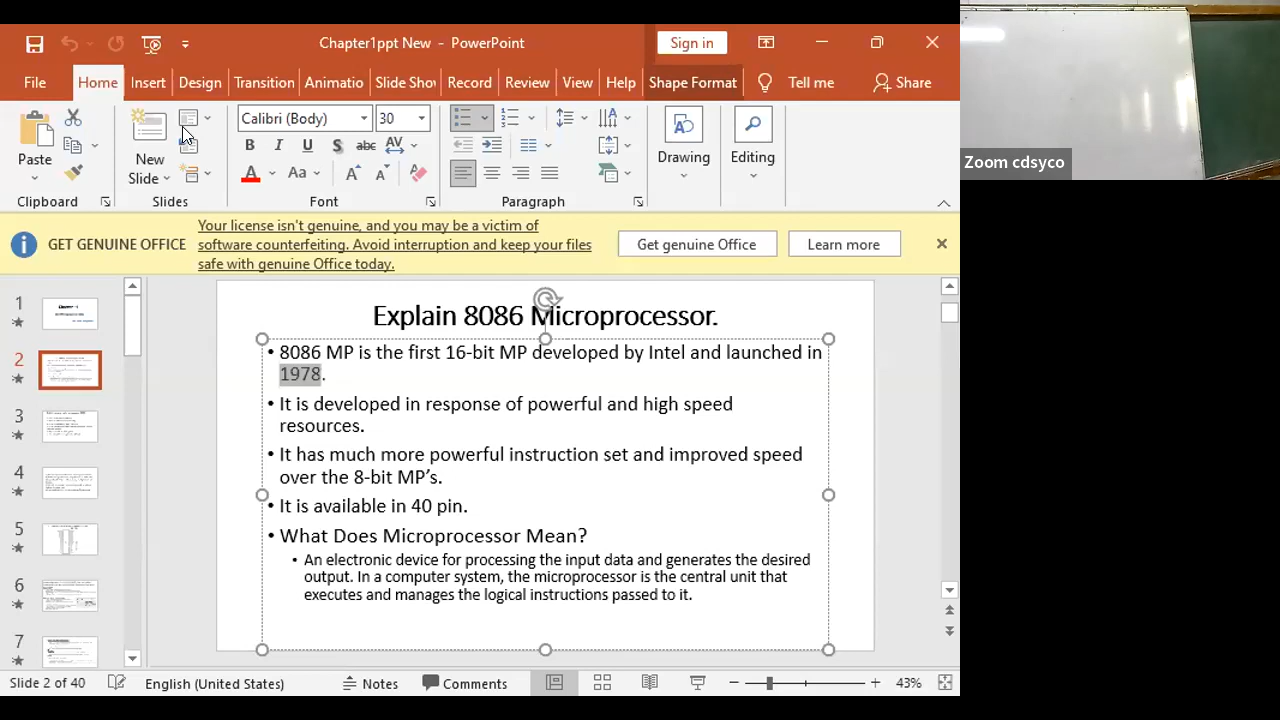 Chapter1ppt New - PowerPoint
Sign in
File Home Insert Design Transition Animatio Slide Shov Record Review View Help Shape Format Tell me Share
Paste
New Slide
Calibri (Body) 30
B I U S abc AV
A Aa A A
Drawing
Editing
Clipboard Slides Font Paragraph
GET GENUINE OFFICE
Your license isn't genuine, and you may be a victim of
software counterfeiting. Avoid interruption and keep your files
safe with genuine Office today.
Get genuine Office
Learn more
1
2
3
4
5
6
7
Explain 8086 Microprocessor.
• 8086 MP is the first 16-bit MP developed by Intel and launched in
1978.
• It is developed in response of powerful and high speed
resources.
• It has much more powerful instruction set and improved speed
over the 8-bit MP’s.
• It is available in 40 pin.
• What Does Microprocessor Mean?
• An electronic device for processing the input data and generates the desired
output. In a computer system, the microprocessor is the central unit that
executes and manages the logical instructions passed to it.
Slide 2 of 40 English (United States) Notes Comments 43%
Zoom cdsyco